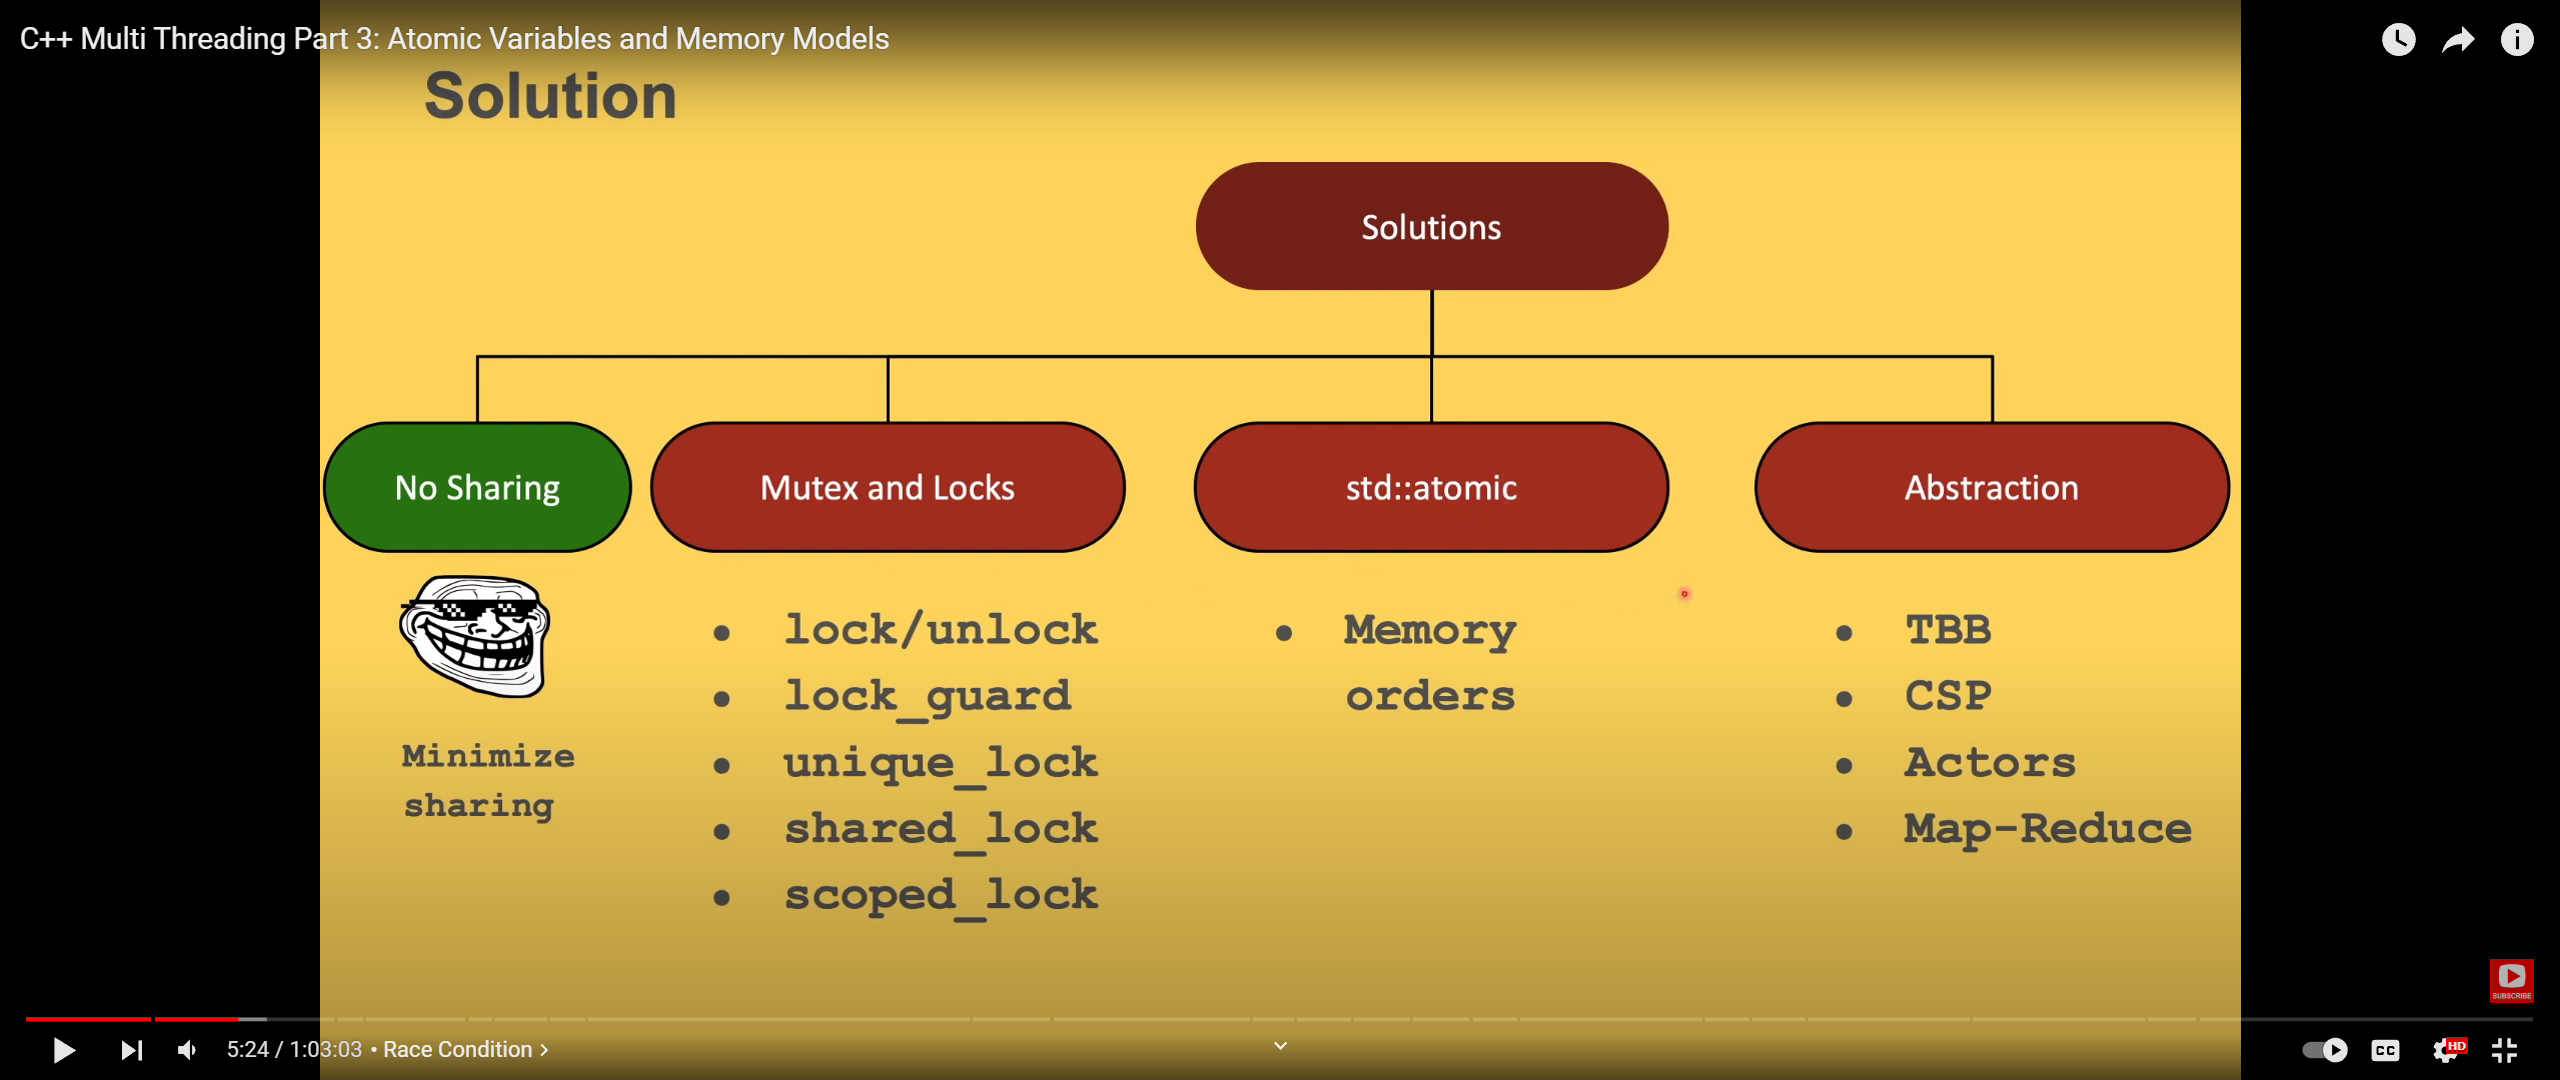 C++ Multi Threading Part 3: Atomic Variables and Memory Models
Solution
Solutions
No Sharing
Mutex and Locks
std::atomic
Abstraction
Minimize
sharing
lock/unlock
lock_guard
unique_lock
shared_lock
scoped_lock
Memory
orders
TBB
CSP
Actors
Map-Reduce
SUBSCRIBE
5:24 / 1:03:03 • Race Condition
CC
HD